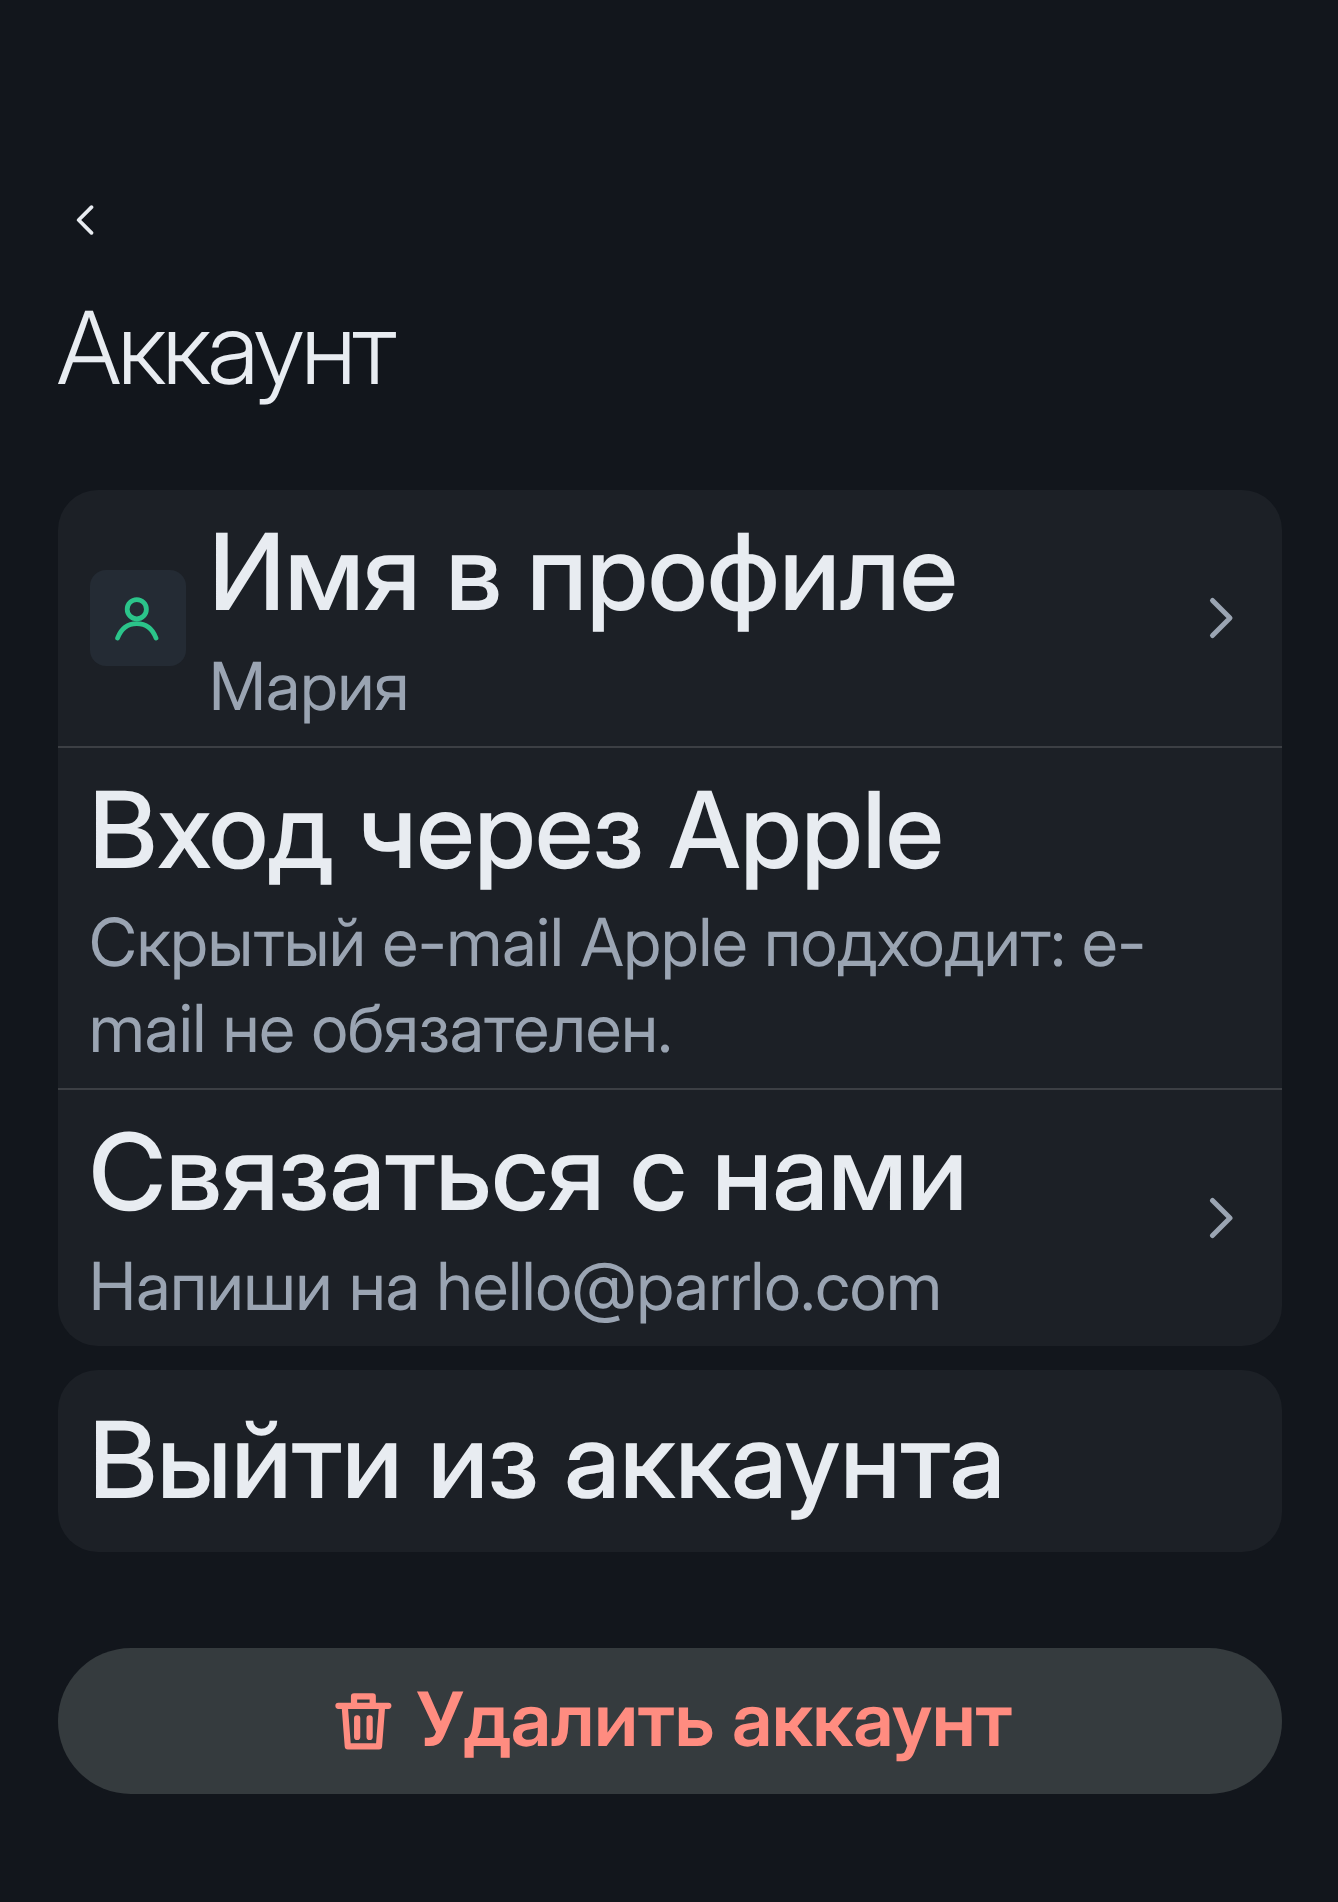 Аккаунт
Имя в профиле
Мария
Вход через Apple
Скрытый e-mail Apple подходит: e-
mail не обязателен.
Связаться с нами
Напиши на hello@parrlo.com
Выйти из аккаунта
Удалить аккаунт